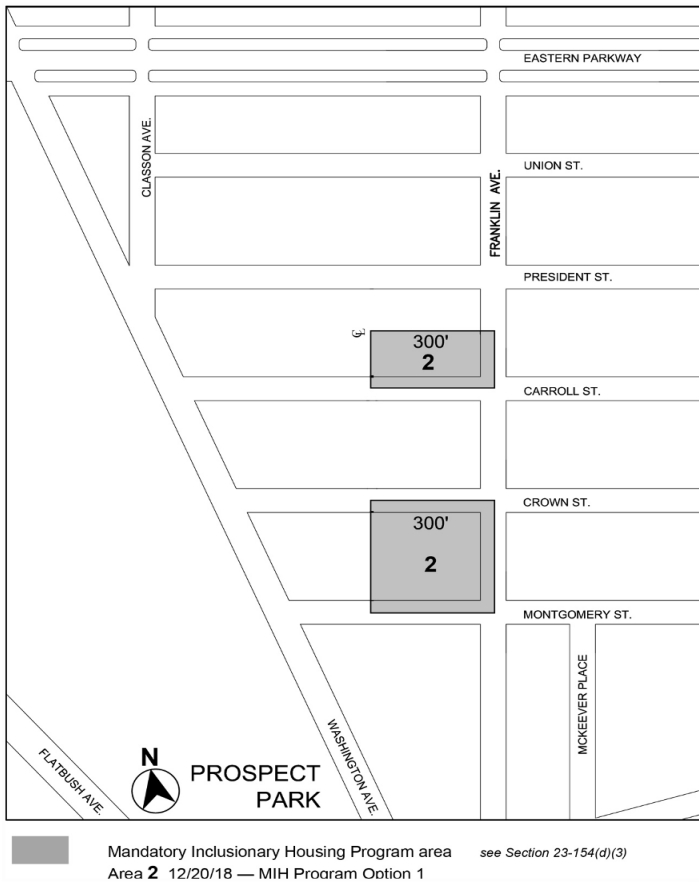 EASTERN PARKWAY
CLASSON AVE.
UNION ST.
FRANKLIN AVE.
PRESIDENT ST.
CL
300'
2
CARROLL ST.
CROWN ST.
300'
2
MONTGOMERY ST.
MCKEEVER PLACE
WASHINGTON AVE.
FLATBUSH AVE.
N
PROSPECT
PARK
Mandatory Inclusionary Housing Program area see Section 23-154(d)(3)
Area 2 12/20/18 — MIH Program Option 1